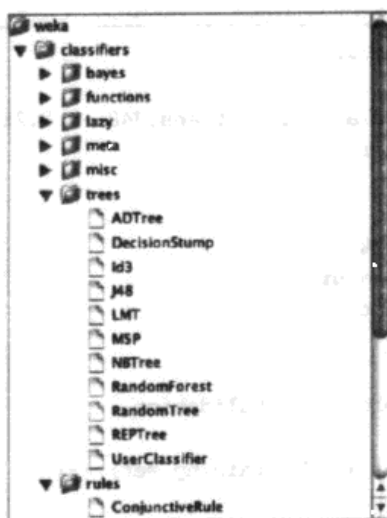 weka
classifiers
bayes
functions
lazy
meta
misc
trees
ADTree
DecisionStump
Id3
J48
LMT
M5P
NBTree
RandomForest
RandomTree
REPTree
UserClassifier
rules
ConjunctiveRule